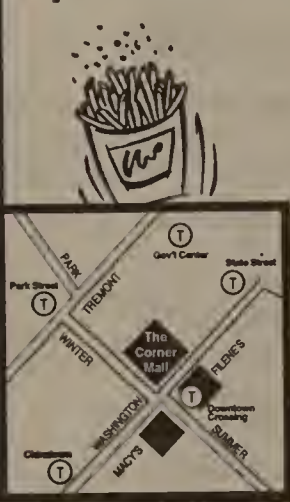 T
Gov't Center
State Street
T
PARK
Park Street
T
TREMONT
The
Corner
Mall
WINTER
FILENE'S
T
Downtown
Crossing
WASHINGTON
SUMMER
MACY'S
Chinatown
T